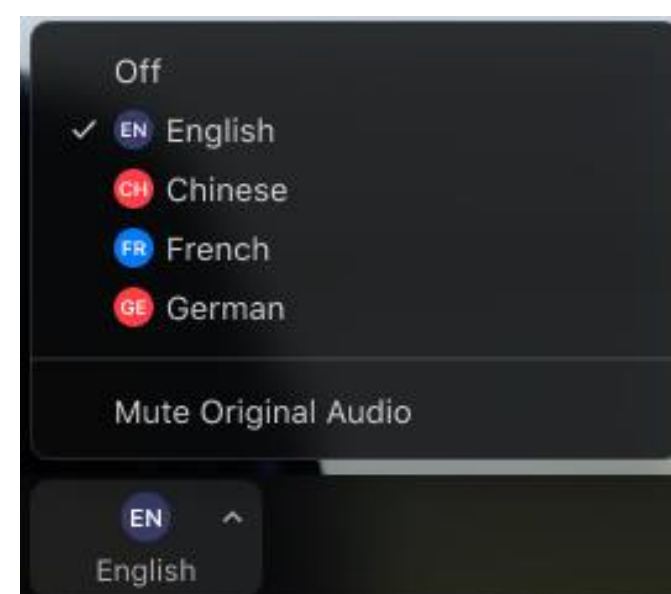 Off
EN English
CH Chinese
FR French
GE German
Mute Original Audio
EN
English